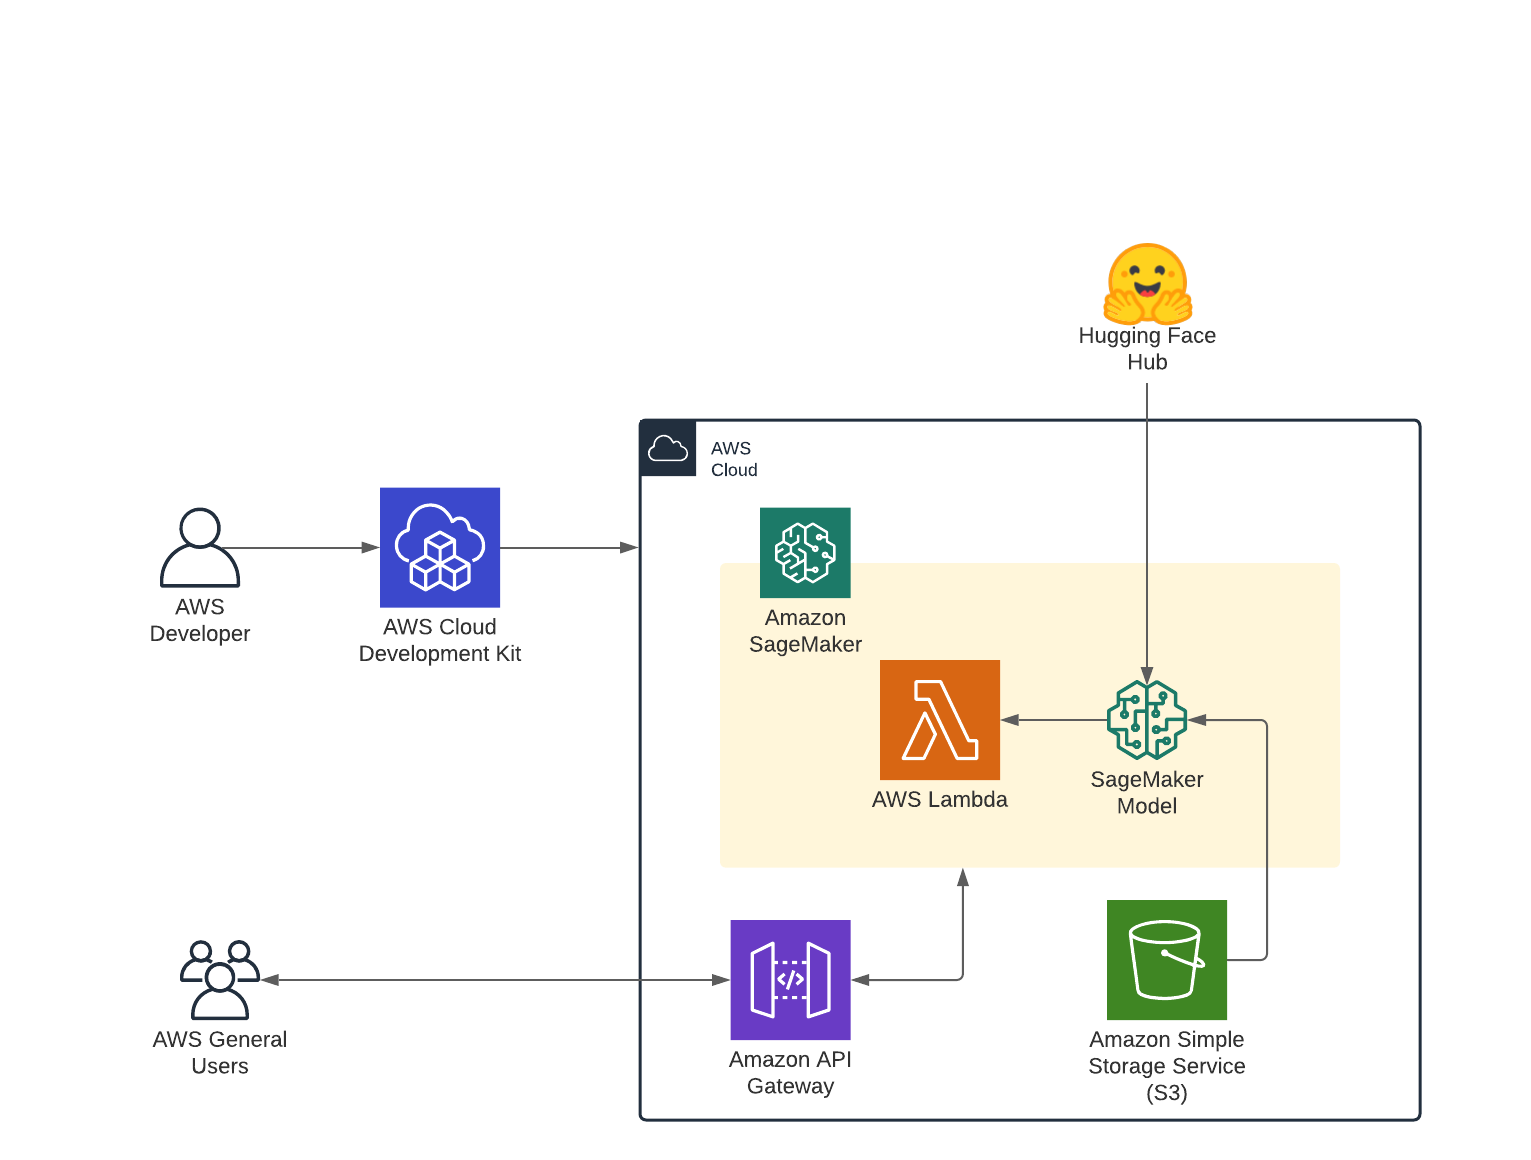 Hugging Face
Hub
AWS
Cloud
AWS
Developer
AWS Cloud
Development Kit
Amazon
SageMaker
AWS Lambda
SageMaker
Model
AWS General
Users
Amazon API
Gateway
Amazon Simple
Storage Service
(S3)